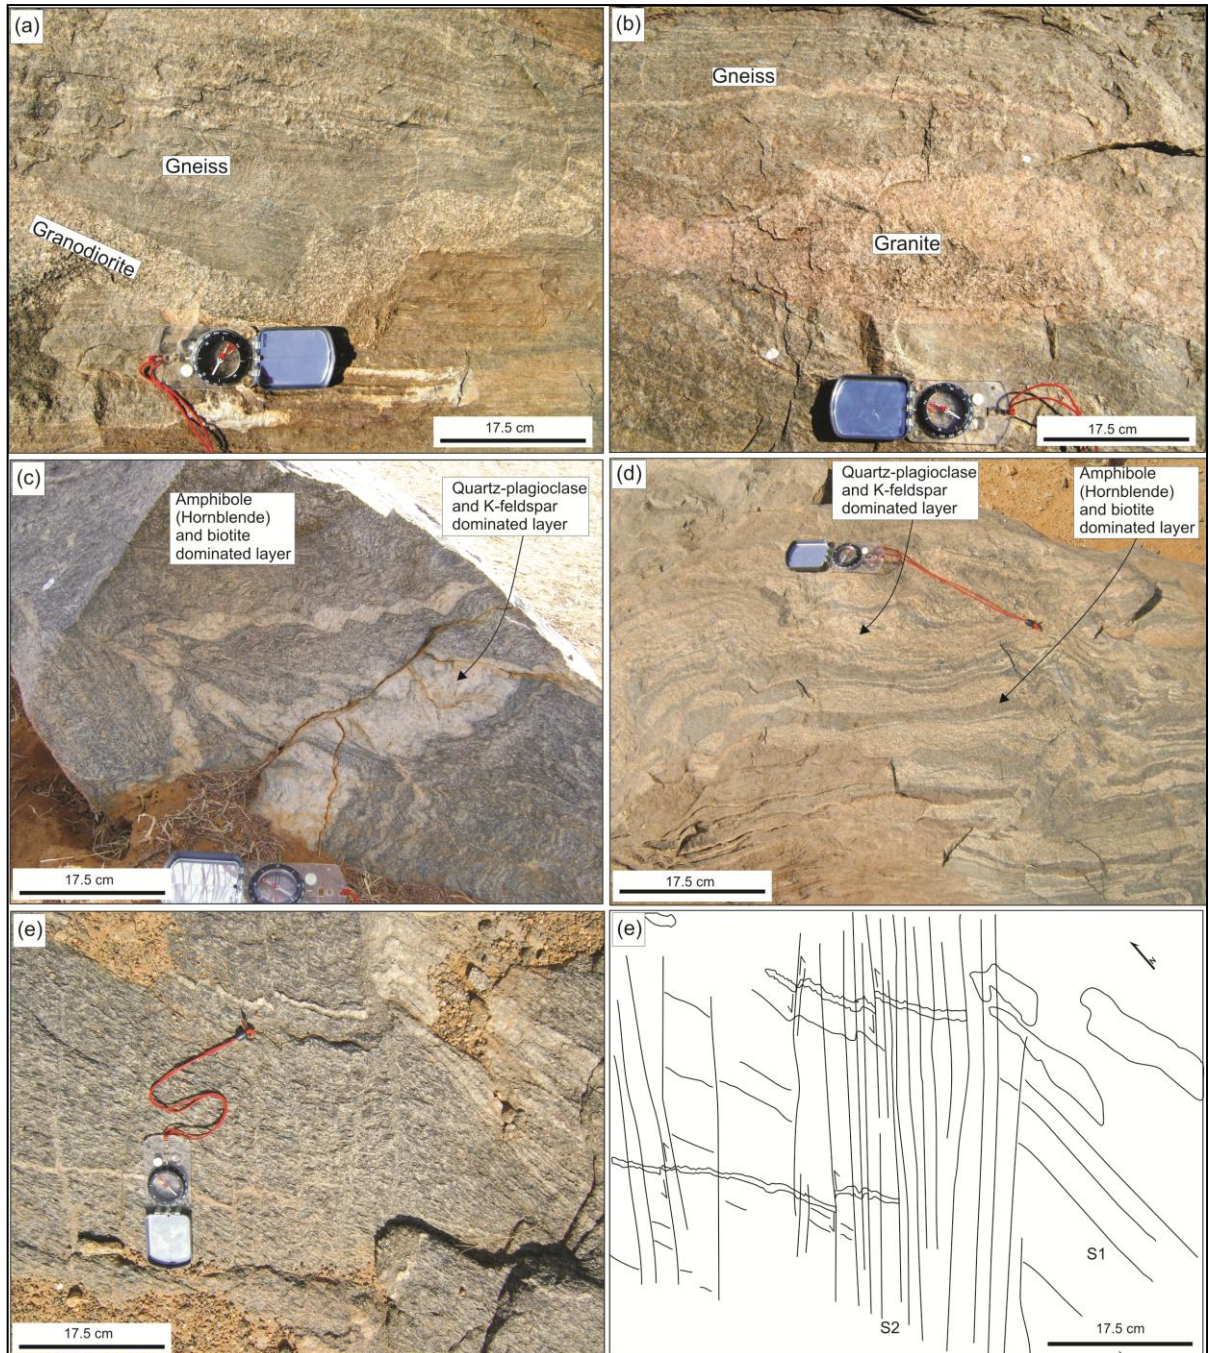 (a)
Gneiss
Granodiorite
17.5 cm
(b)
Gneiss
Granite
17.5 cm
(c)
Amphibole
(Hornblende)
and biotite
dominated layer
Quartz-plagioclase
and K-feldspar
dominated layer
17.5 cm
(d)
Quartz-plagioclase
and K-feldspar
dominated layer
Amphibole
(Hornblende)
and biotite
dominated layer
17.5 cm
(e)
17.5 cm
(e)
N
S1
S2
17.5 cm